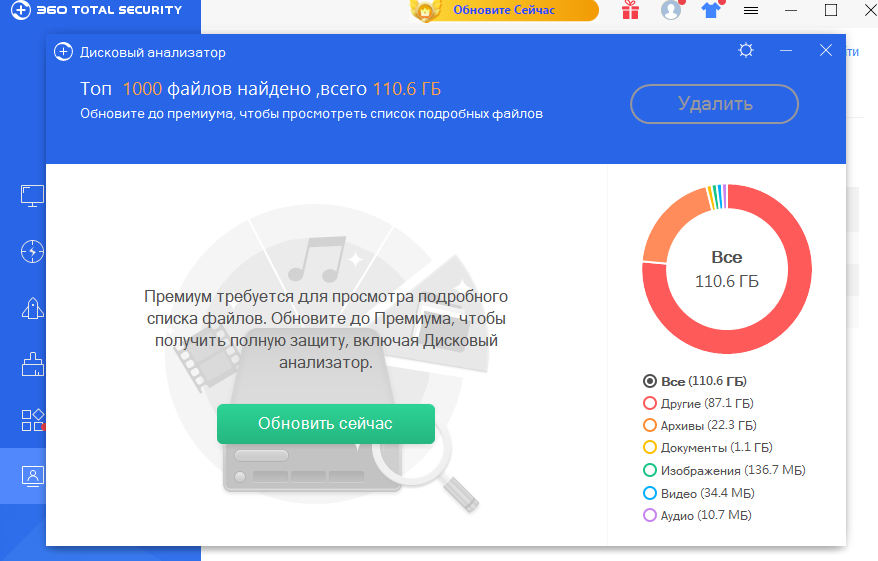 360 TOTAL SECURITY
Обновите Сейчас
Дисковый анализатор
Топ 1000 файлов найдено ,всего 110.6 ГБ
Обновите до премиума, чтобы просмотреть список подробных файлов
Удалить
Премиум требуется для просмотра подробного
списка файлов. Обновите до Премиума, чтобы
получить полную защиту, включая Дисковый
анализатор.
Обновить сейчас
Все
110.6 ГБ
Все (110.6 ГБ)
Другие (87.1 ГБ)
Архивы (22.3 ГБ)
Документы (1.1 ГБ)
Изображения (136.7 МБ)
Видео (34.4 МБ)
Аудио (10.7 МБ)